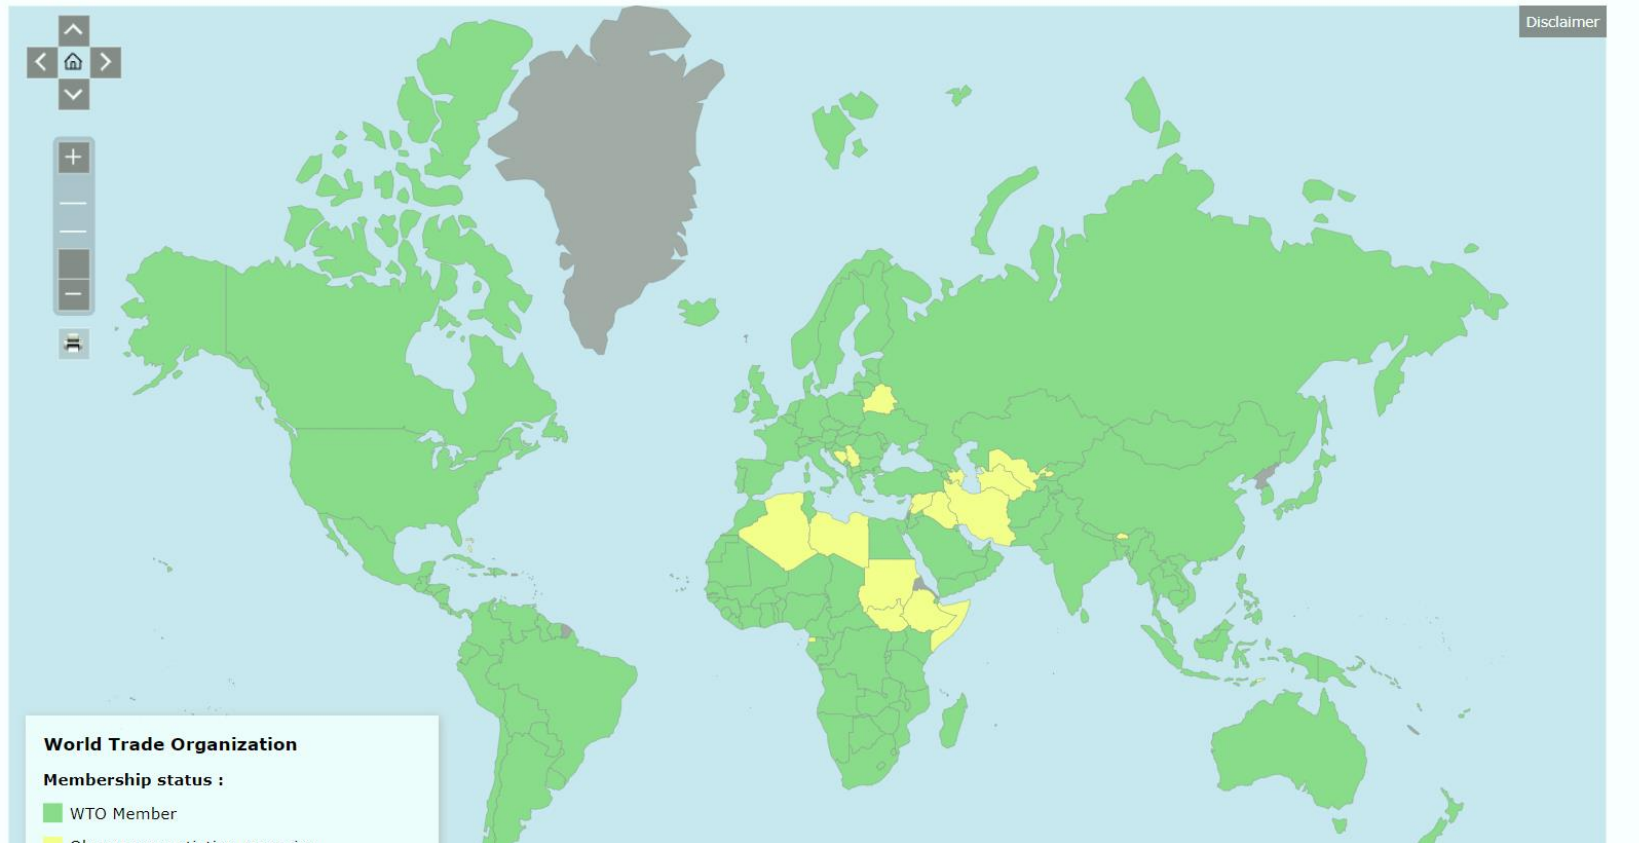 Disclaimer
World Trade Organization
Membership status :
WTO Member